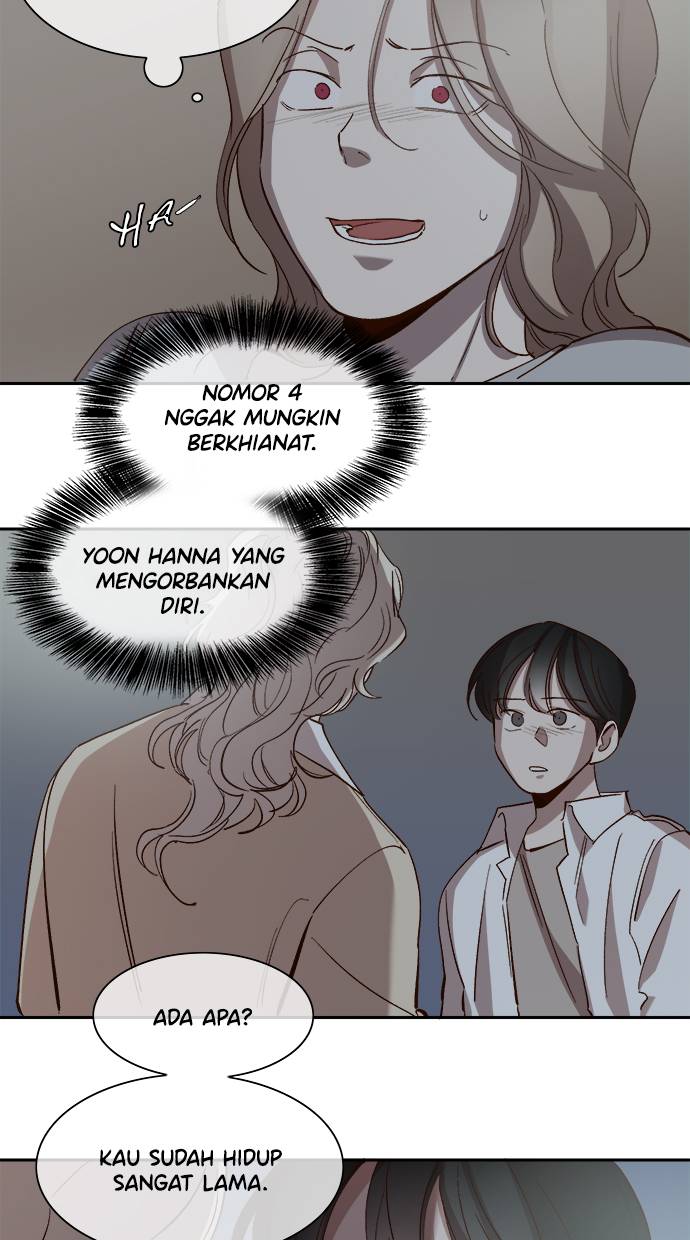 HA-
NOMOR 4
NGGAK MUNGKIN
BERKHIANAT.
YOON HANNA YANG
MENGORBANKAN
DIRI.
ADA APA?
KAU SUDAH HIDUP
SANGAT LAMA.